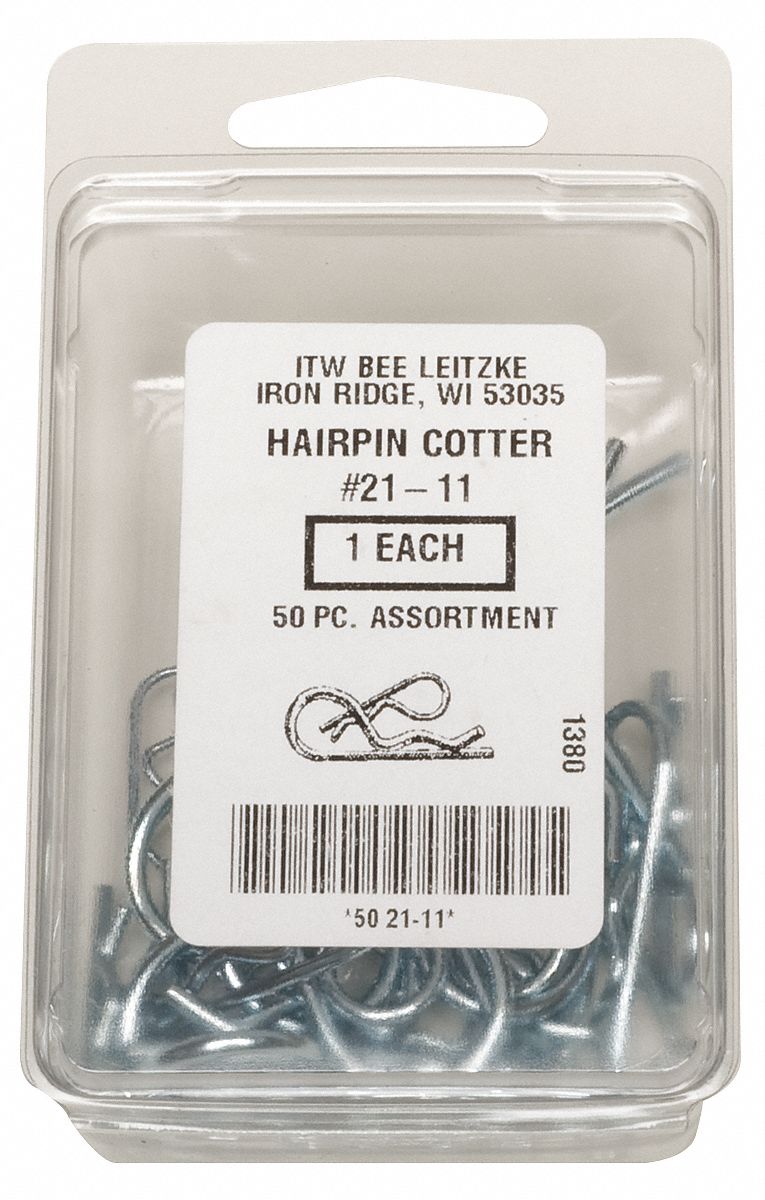 ITW BEE LEITZKE
IRON RIDGE, WI 53035
HAIRPIN COTTER
#21-11
1 EACH
50 PC. ASSORTMENT
1380
*50 21-11*